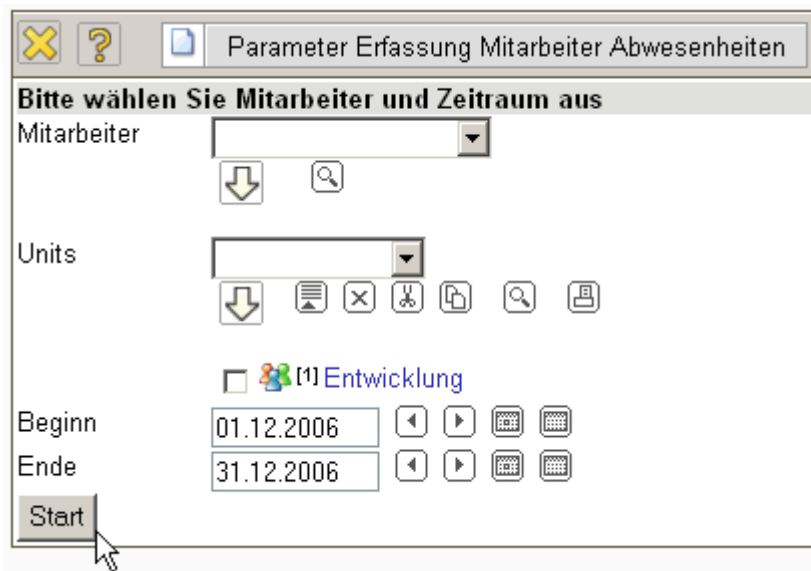 Parameter Erfassung Mitarbeiter Abwesenheiten
Bitte wählen Sie Mitarbeiter und Zeitraum aus
Mitarbeiter
Units
[1] Entwicklung
Beginn 01.12.2006
Ende 31.12.2006
Start